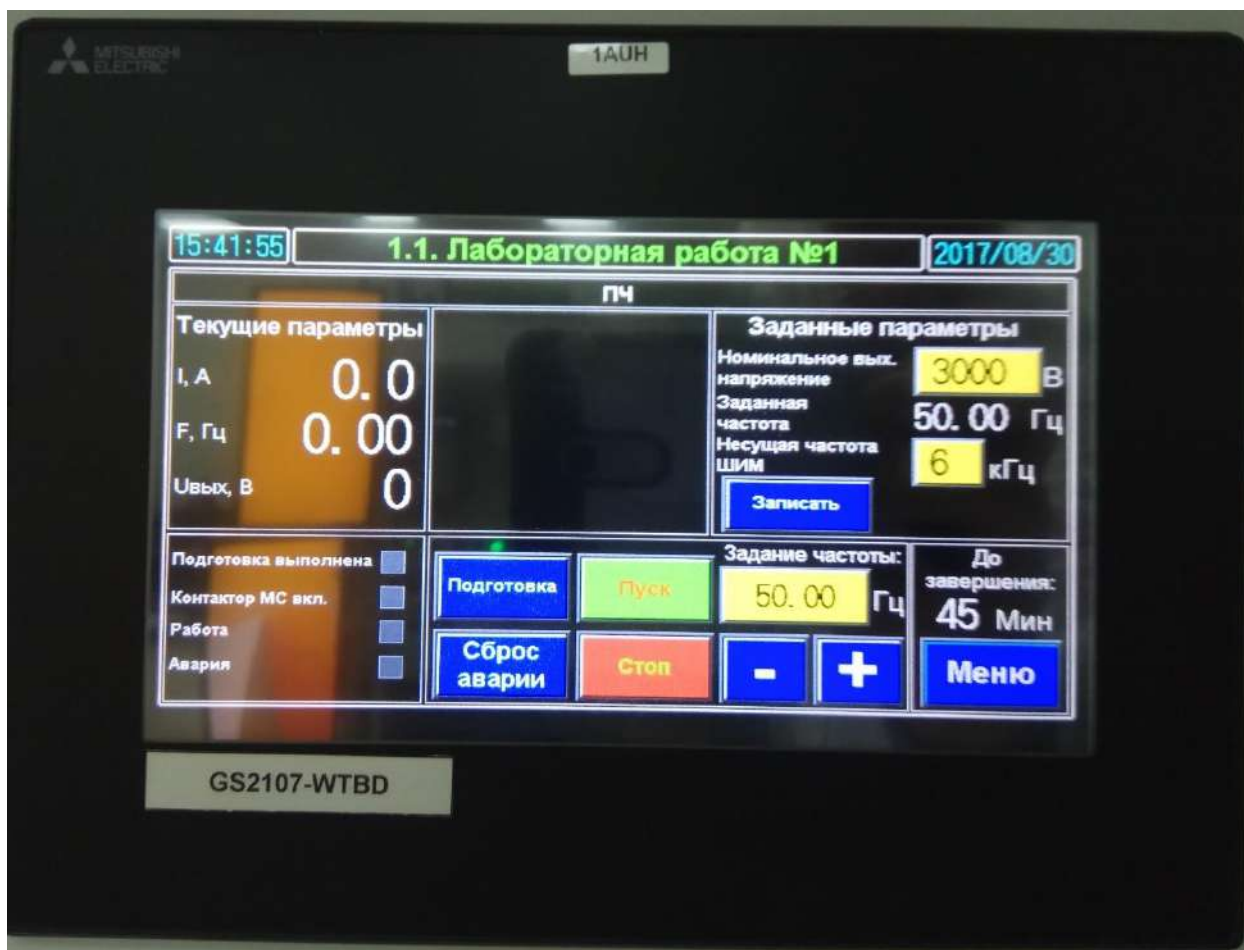 MITSUBISHI
ELECTRIC
1AUH
15:41:55
1.1. Лабораторная работа №1
2017/08/30
ПЧ
Текущие параметры
I, А 0.0
F, Гц 0.00
Uвых, В 0
Заданные параметры
Номинальное вых.
напряжение
3000 В
Заданная
частота
50.00 Гц
Несущая частота
ШИМ
6 кГц
Записать
Подготовка выполнена
Контактор МС вкл.
Работа
Авария
Подготовка
Пуск
Сброс
аварии
Стоп
Задание частоты:
50.00 Гц
- +
До
завершения:
45 Мин
Меню
GS2107-WTBD